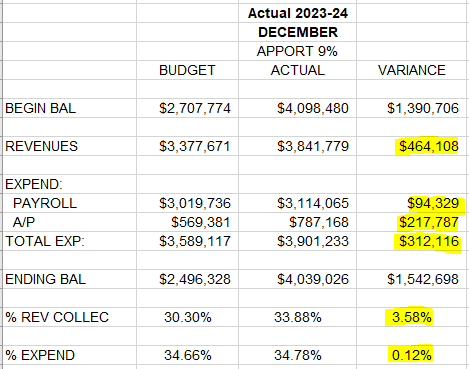 Actual 2023-24
DECEMBER
APPORT 9%
BUDGET ACTUAL VARIANCE
BEGIN BAL $2,707,774 $4,098,480 $1,390,706
REVENUES $3,377,671 $3,841,779 $464,108
EXPEND:
PAYROLL $3,019,736 $3,114,065 $94,329
A/P $569,381 $787,168 $217,787
TOTAL EXP: $3,589,117 $3,901,233 $312,116
ENDING BAL $2,496,328 $4,039,026 $1,542,698
% REV COLLEC 30.30% 33.88% 3.58%
% EXPEND 34.66% 34.78% 0.12%